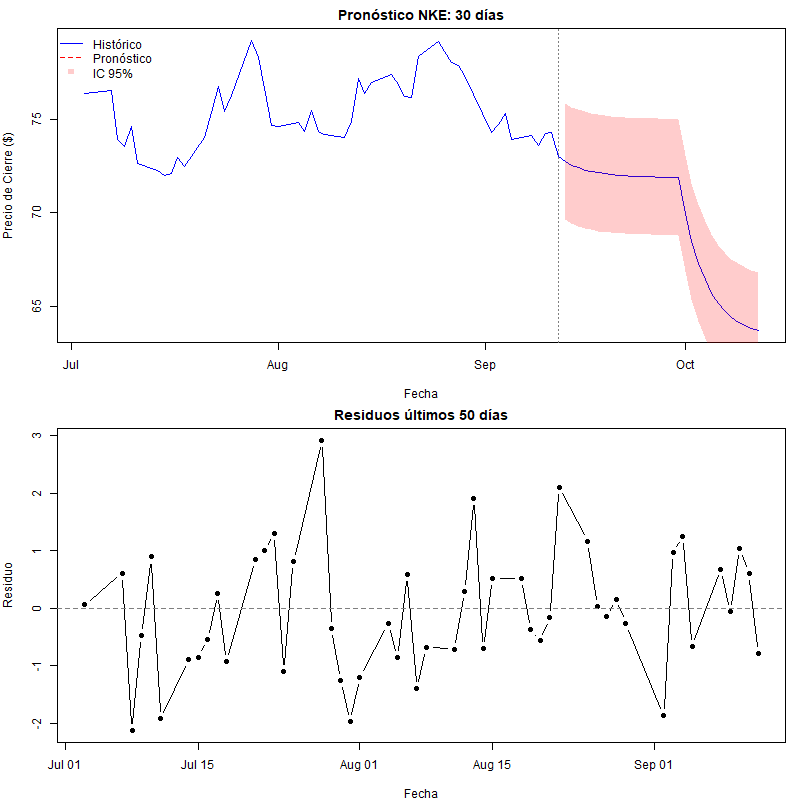 Pronóstico NKE: 30 días
Histórico
Pronóstico
IC 95%
Precio de Cierre ($)
75
70
65
Jul
Aug
Sep
Oct
Fecha
Residuos últimos 50 días
Residuo
3
2
1
0
-1
-2
Jul 01
Jul 15
Aug 01
Aug 15
Sep 01
Fecha